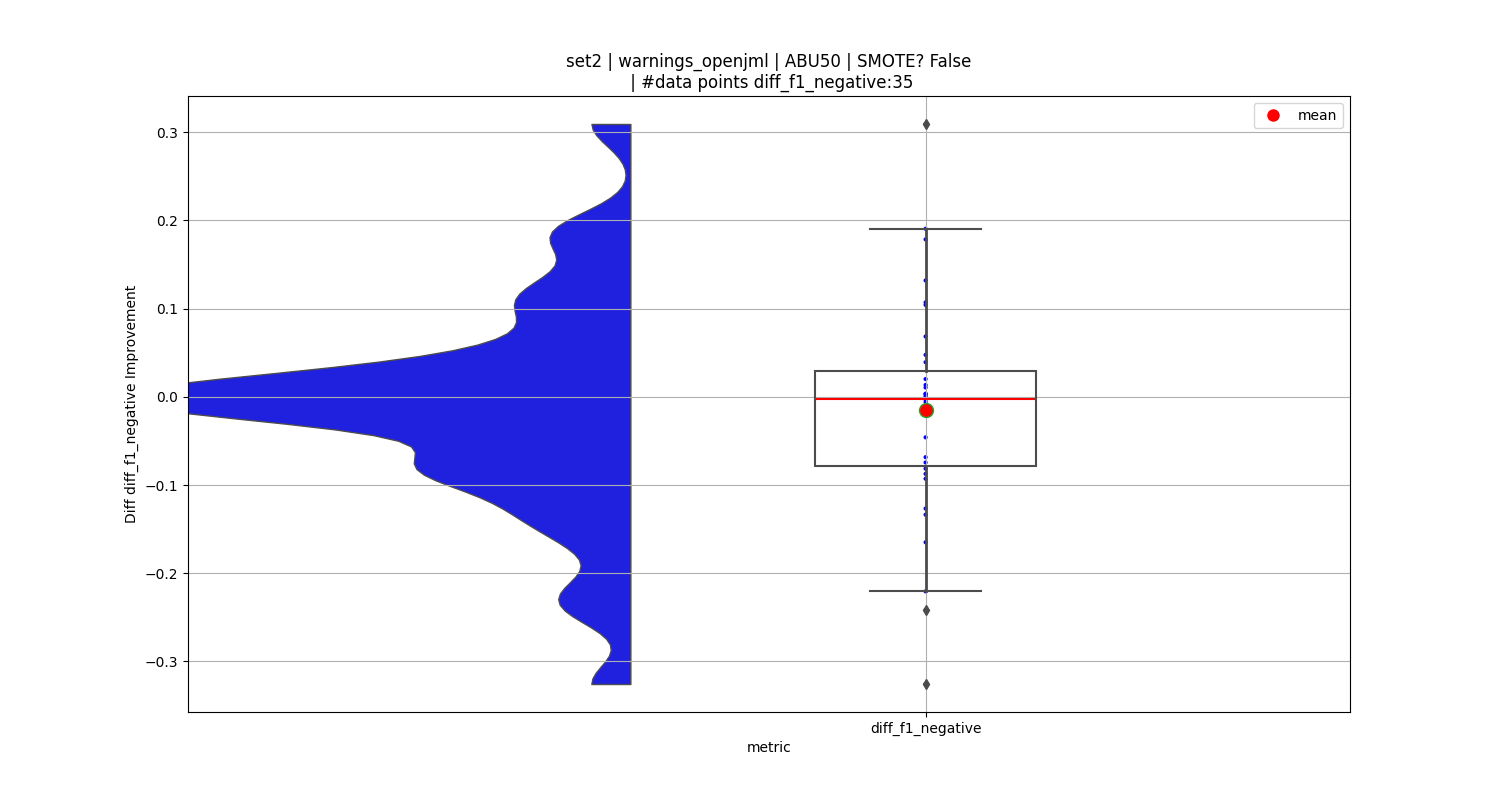 set2 | warnings_openjml | ABU50 | SMOTE? False
| #data points diff_f1_negative:35
mean
0.3
0.2
0.1
0.0
−0.1
−0.2
−0.3
Diff diff_f1_negative Improvement
diff_f1_negative
metric